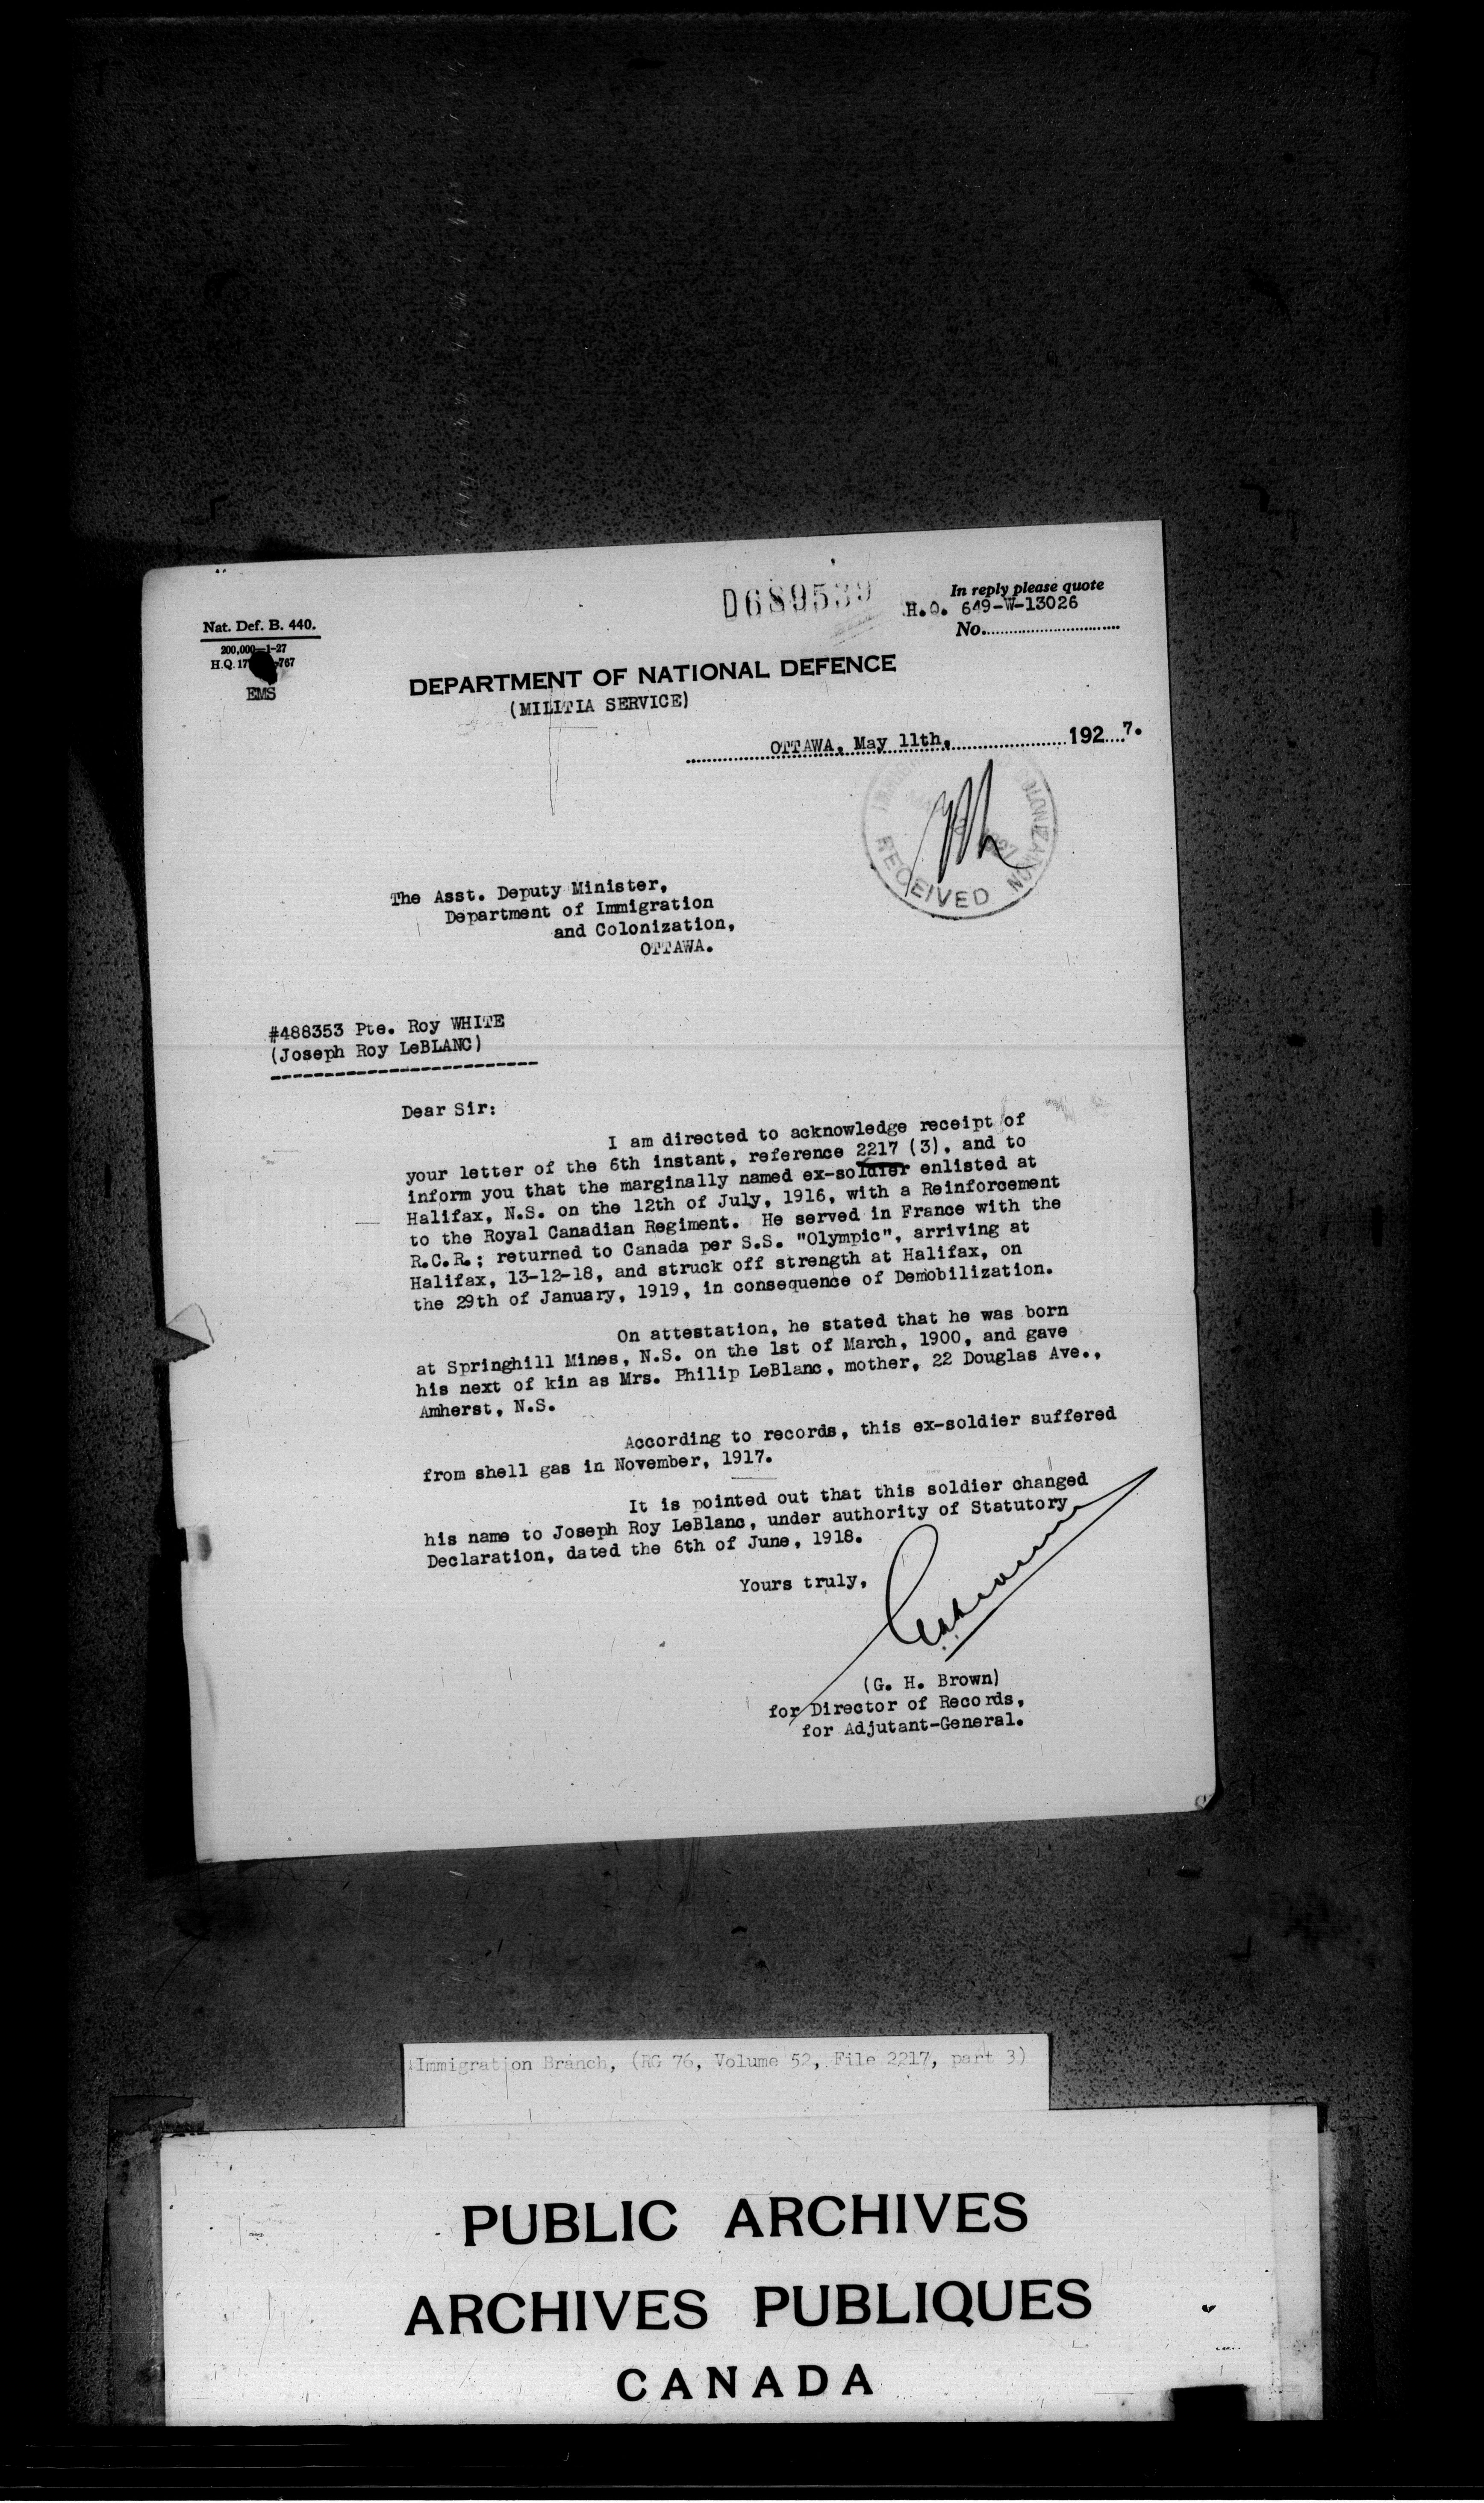 D689539
In reply please quote
H.Q. 649-W-13026
No.
Nat. Def. B. 440.
200,000—1-27
H.Q. 17 767
EMS
DEPARTMENT OF NATIONAL DEFENCE
(MILITIA SERVICE)
OTTAWA, May 11th, 1927.
IMMIGRATION COLONIZATION
RECEIVED
The Asst. Deputy Minister,
Department of Immigration
and Colonization,
OTTAWA.
#488353 Pte. Roy WHITE
(Joseph Roy LeBLANC)
Dear Sir:
I am directed to acknowledge receipt of
your letter of the 6th instant, reference 2217 (3), and to
inform you that the marginally named ex-soldier enlisted at
Halifax, N.S. on the 12th of July, 1916, with a Reinforcement
to the Royal Canadian Regiment. He served in France with the
R.C.R.; returned to Canada per S.S. "Olympic", arriving at
Halifax, 13-12-18, and struck off strength at Halifax, on
the 29th of January, 1919, in consequence of Demobilization.
On attestation, he stated that he was born
at Springhill Mines, N.S. on the 1st of March, 1900, and gave
his next of kin as Mrs. Philip LeBlanc, mother, 22 Douglas Ave.,
Amherst, N.S.
According to records, this ex-soldier suffered
from shell gas in November, 1917.
It is pointed out that this soldier changed
his name to Joseph Roy LeBlanc, under authority of Statutory
Declaration, dated the 6th of June, 1918.
Yours truly,
(G. H. Brown)
for Director of Records,
for Adjutant-General.
Immigration Branch, (RG 76, Volume 52, File 2217, part 3)
PUBLIC ARCHIVES
ARCHIVES PUBLIQUES
CANADA